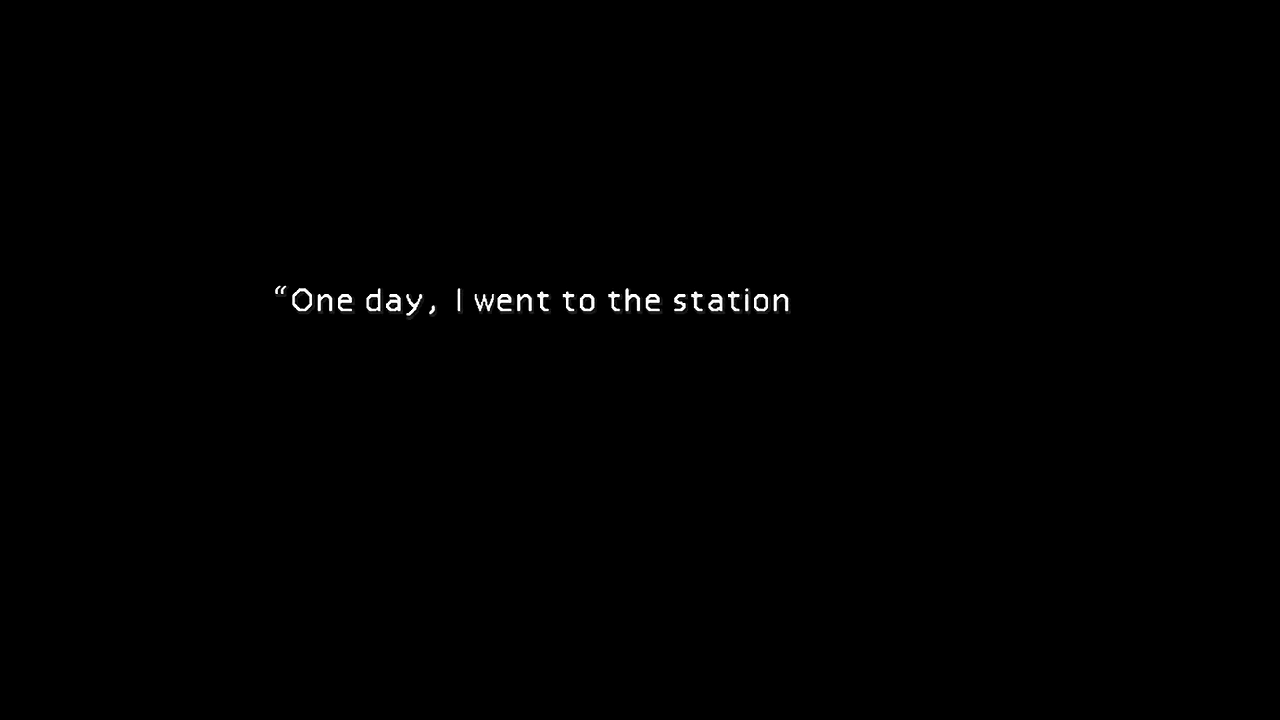 “One day, I went to the station